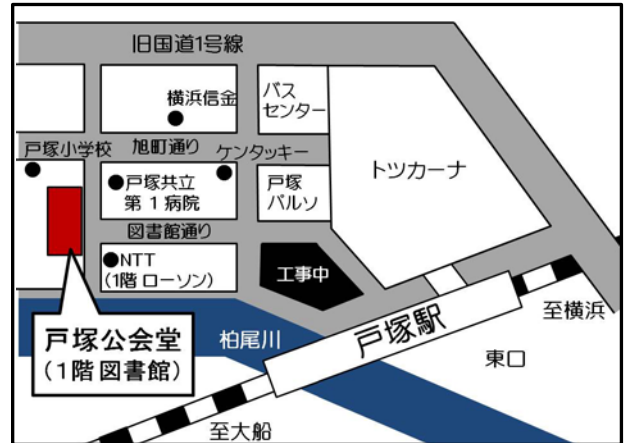 旧国道1号線
横浜信金
バス
センター
戸塚小学校
旭町通り
ケンタッキー
トツカーナ
戸塚共立
第1病院
戸塚
パルソ
図書館通り
NTT
(1階 ローソン)
工事中
至横浜
戸塚公会堂
(1階図書館)
柏尾川
戸塚駅
東口
至大船